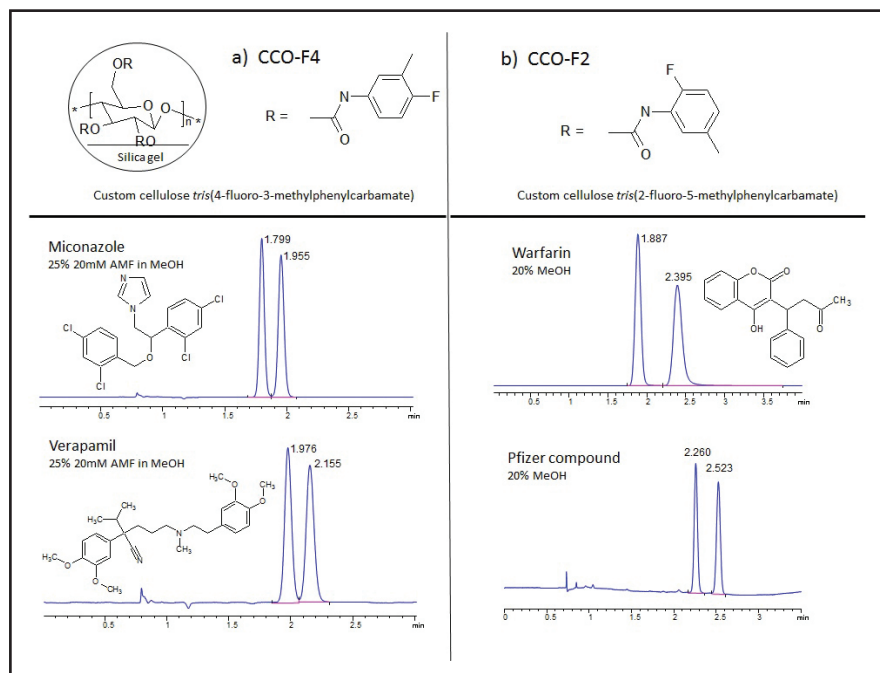 a) CCO-F4
OR
RO
RO
O
O
n
*
*
Silica gel
R =
N
F
O
Custom cellulose tris(4-fluoro-3-methylphenylcarbamate)
b) CCO-F2
R =
F
N
O
Custom cellulose tris(2-fluoro-5-methylphenylcarbamate)
Miconazole
25% 20mM AMF in MeOH
1.799
1.955
N
N
Cl
Cl
O
Cl
Cl
0.5
1
1.5
2
2.5
min
Verapamil
25% 20mM AMF in MeOH
1.976
2.155
H₃C
CH₃
N
CH₃
N
O
CH₃
O
CH₃
O
CH₃
O
CH₃
0.5
1
1.5
2
2.5
min
Warfarin
20% MeOH
1.887
2.395
O
O
OH
CH₃
O
0.5
1
1.5
2
2.5
3
3.5
min
Pfizer compound
20% MeOH
2.260
2.523
0
0.5
1
1.5
2
2.5
3
min